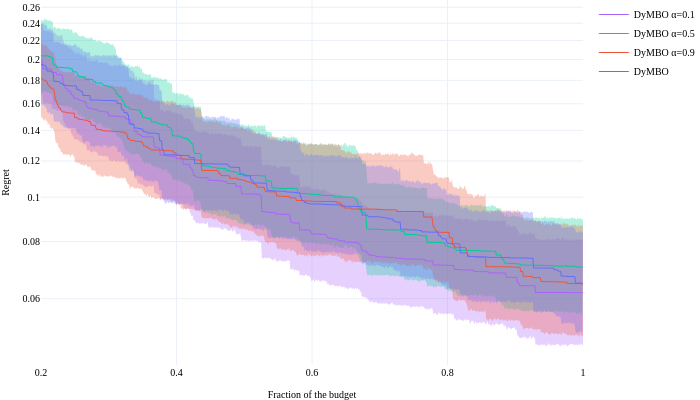 0.26
0.24
0.22
0.2
0.18
0.16
0.14
0.12
0.1
0.08
0.06
Regret
0.2
0.4
0.6
0.8
1
Fraction of the budget
DyMBO α=0.1
DyMBO α=0.5
DyMBO α=0.9
DyMBO